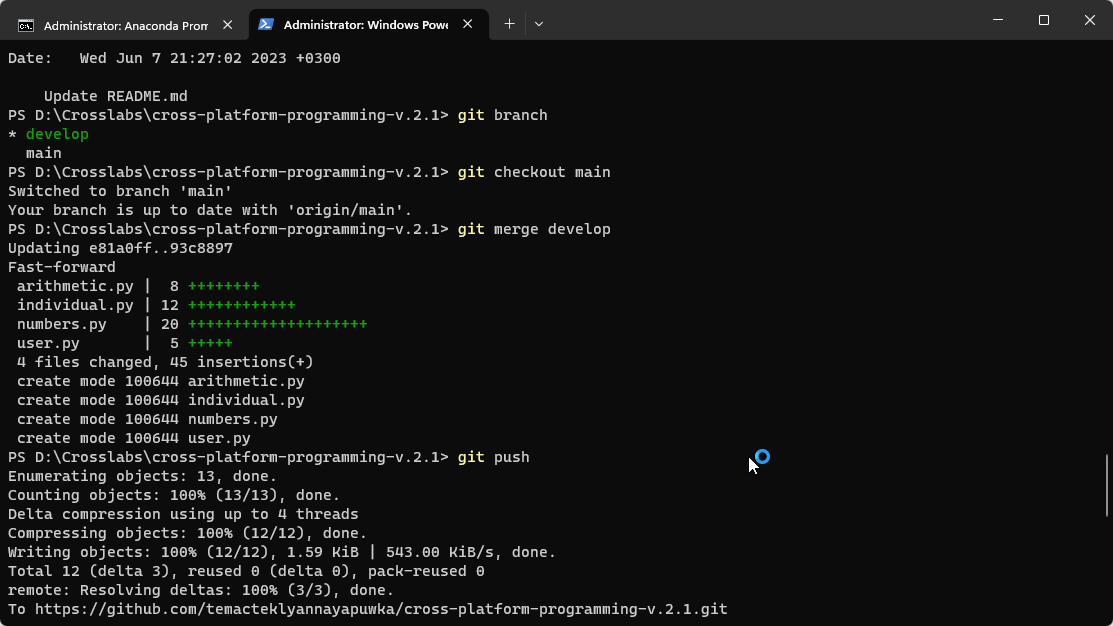 Administrator: Anaconda Prom
Administrator: Windows Powe
Date:   Wed Jun 7 21:27:02 2023 +0300
    Update README.md
PS D:\Crosslabs\cross-platform-programming-v.2.1> git branch
* develop
  main
PS D:\Crosslabs\cross-platform-programming-v.2.1> git checkout main
Switched to branch 'main'
Your branch is up to date with 'origin/main'.
PS D:\Crosslabs\cross-platform-programming-v.2.1> git merge develop
Updating e81a0ff..93c8897
Fast-forward
 arithmetic.py |  8 ++++++++
 individual.py | 12 ++++++++++++
 numbers.py    | 20 ++++++++++++++++++++
 user.py       |  5 +++++
 4 files changed, 45 insertions(+)
 create mode 100644 arithmetic.py
 create mode 100644 individual.py
 create mode 100644 numbers.py
 create mode 100644 user.py
PS D:\Crosslabs\cross-platform-programming-v.2.1> git push
Enumerating objects: 13, done.
Counting objects: 100% (13/13), done.
Delta compression using up to 4 threads
Compressing objects: 100% (12/12), done.
Writing objects: 100% (12/12), 1.59 KiB | 543.00 KiB/s, done.
Total 12 (delta 3), reused 0 (delta 0), pack-reused 0
remote: Resolving deltas: 100% (3/3), done.
To https://github.com/temacteklyannayapuwka/cross-platform-programming-v.2.1.git